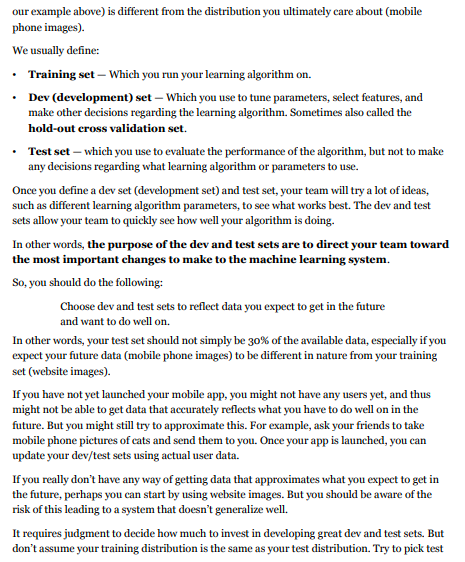 our example above) is different from the distribution you ultimately care about (mobile
phone images).
We usually define:
• Training set — Which you run your learning algorithm on.
• Dev (development) set — Which you use to tune parameters, select features, and
make other decisions regarding the learning algorithm. Sometimes also called the
hold-out cross validation set.
• Test set — which you use to evaluate the performance of the algorithm, but not to make
any decisions regarding what learning algorithm or parameters to use.
Once you define a dev set (development set) and test set, your team will try a lot of ideas,
such as different learning algorithm parameters, to see what works best. The dev and test
sets allow your team to quickly see how well your algorithm is doing.
In other words, the purpose of the dev and test sets are to direct your team toward
the most important changes to make to the machine learning system.
So, you should do the following:
Choose dev and test sets to reflect data you expect to get in the future
and want to do well on.
In other words, your test set should not simply be 30% of the available data, especially if you
expect your future data (mobile phone images) to be different in nature from your training
set (website images).
If you have not yet launched your mobile app, you might not have any users yet, and thus
might not be able to get data that accurately reflects what you have to do well on in the
future. But you might still try to approximate this. For example, ask your friends to take
mobile phone pictures of cats and send them to you. Once your app is launched, you can
update your dev/test sets using actual user data.
If you really don't have any way of getting data that approximates what you expect to get in
the future, perhaps you can start by using website images. But you should be aware of the
risk of this leading to a system that doesn't generalize well.
It requires judgment to decide how much to invest in developing great dev and test sets. But
don't assume your training distribution is the same as your test distribution. Try to pick test